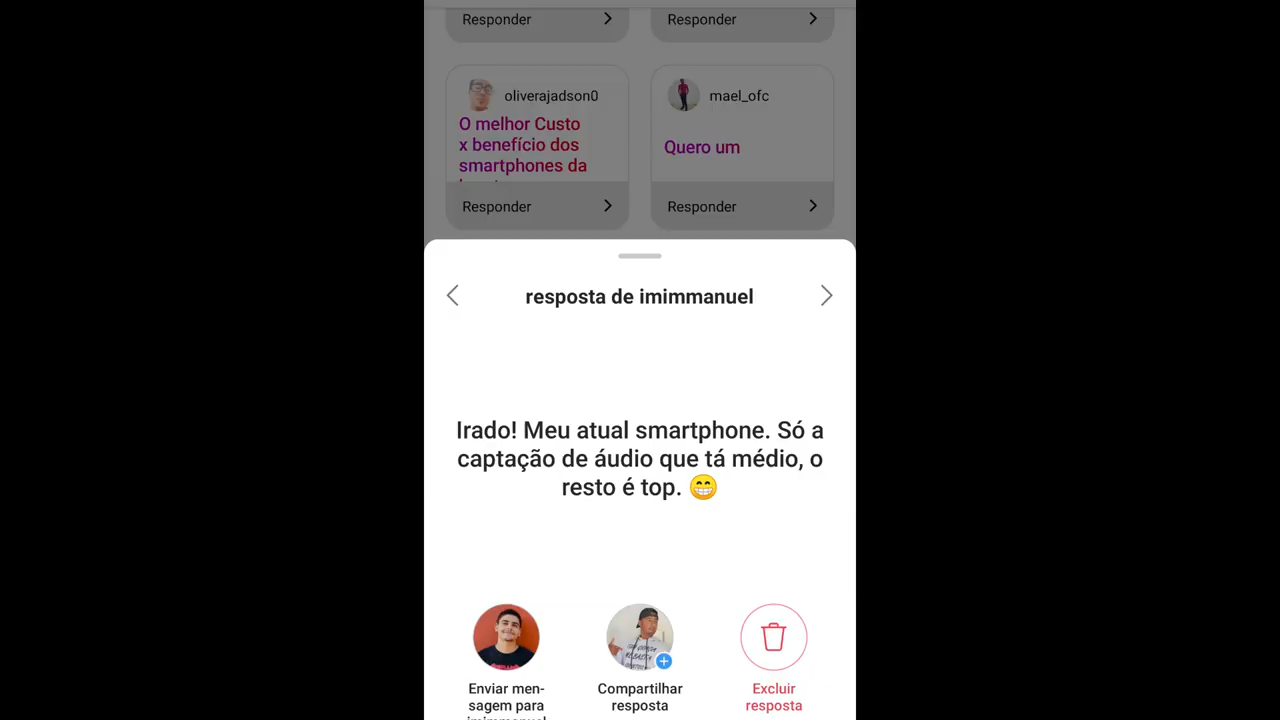 Responder
Responder
oliverajadson0
O melhor Custo
x benefício dos
smartphones da
Responder
mael_ofc
Quero um
Responder
resposta de imimmanuel
Irado! Meu atual smartphone. Só a
captação de áudio que tá médio, o
resto é top. 😁
Enviar men-
sagem para
imimmanuel
Compartilhar
resposta
Excluir
resposta